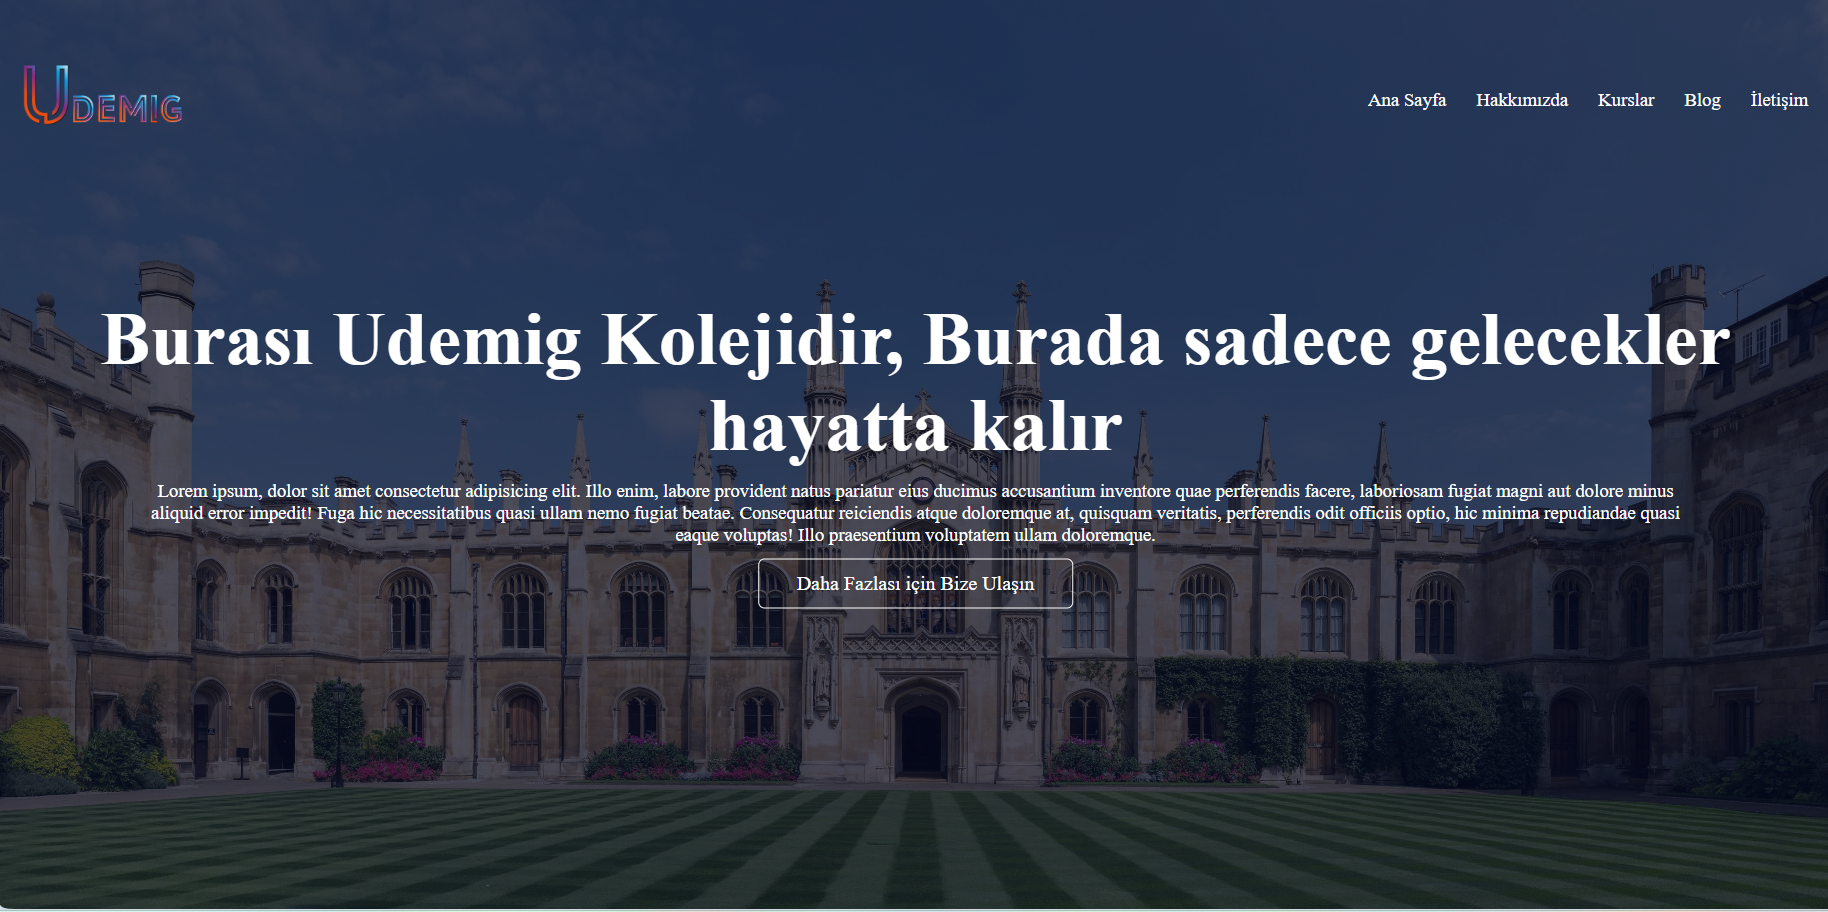 UDEMIG
Ana Sayfa Hakkımızda Kurslar Blog İletişim
Burası Udemig Kolejidir, Burada sadece gelecekler
hayatta kalır
Lorem ipsum, dolor sit amet consectetur adipisicing elit. Illo enim, labore provident natus pariatur eius ducimus accusantium inventore quae perferendis facere, laboriosam fugiat magni aut dolore minus
aliquid error impedit! Fuga hic necessitatibus quasi ullam nemo fugiat beatae. Consequatur reiciendis atque doloremque at, quisquam veritatis, perferendis odit officiis optio, hic minima repudiandae quasi
eaque voluptas! Illo praesentium voluptatem ullam doloremque.
Daha Fazlası için Bize Ulaşın